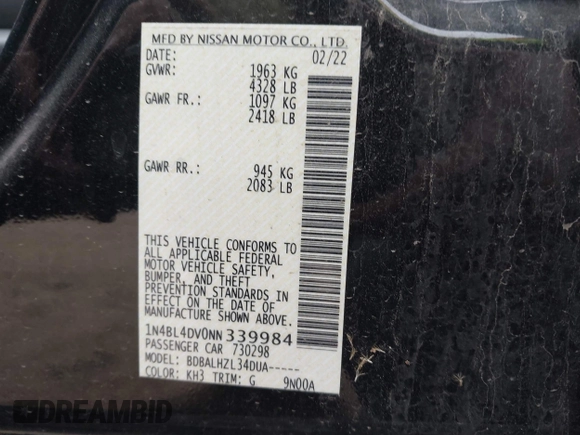 MFD BY NISSAN MOTOR CO., LTD.
DATE: 02/22
GVWR: 1963 KG
4328 LB
GAWR FR.: 1097 KG
2418 LB
GAWR RR.: 945 KG
2083 LB
THIS VEHICLE CONFORMS TO
ALL APPLICABLE FEDERAL
MOTOR VEHICLE SAFETY,
BUMPER, AND THEFT
PREVENTION STANDARDS IN
EFFECT ON THE DATE OF
MANUFACTURE SHOWN ABOVE.
1N4BL4DV0NN339984
PASSENGER CAR 730298
MODEL: BDBALHZL34DUA-----
COLOR: KH3 TRIM: G 9N00A
DREAMBID